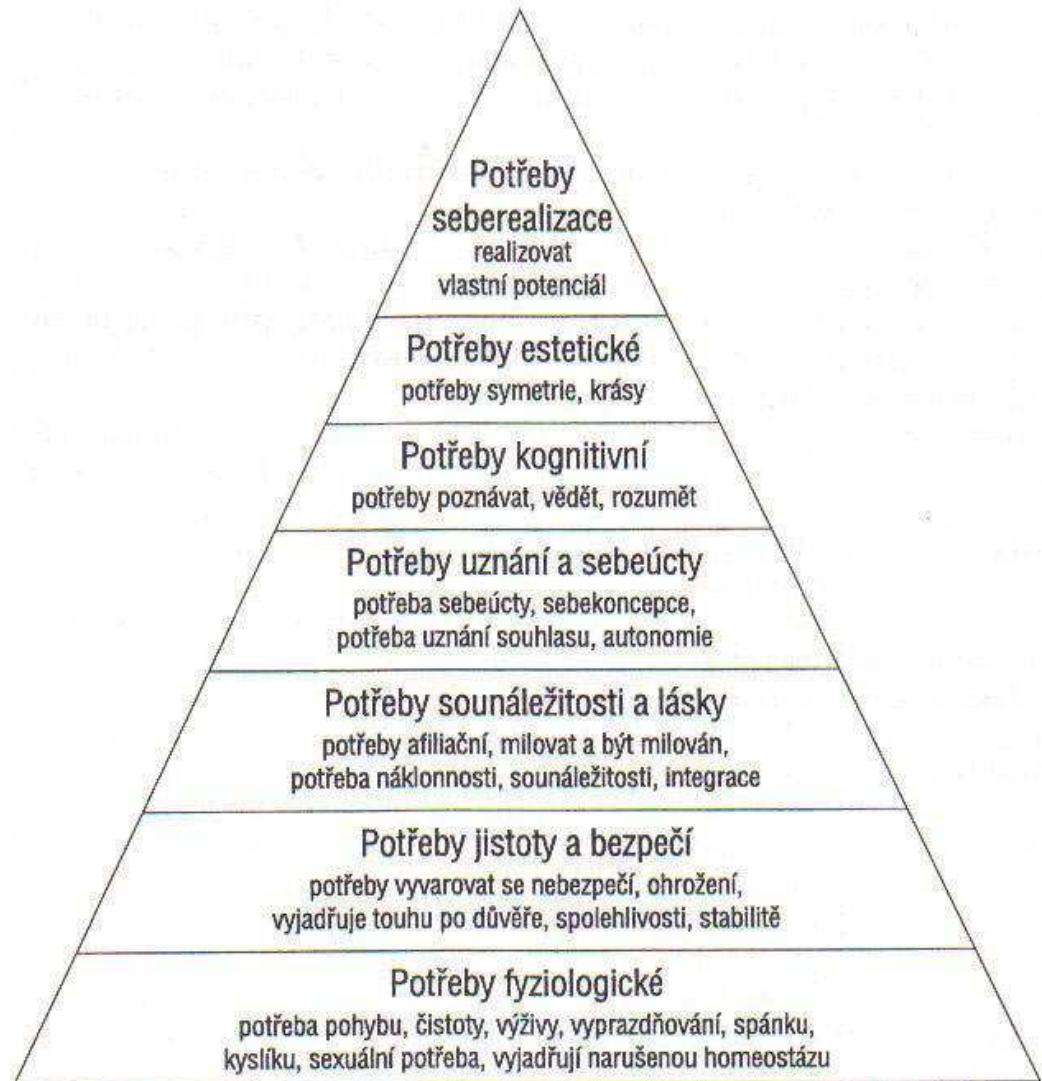 Potřeby
seberealizace
realizovat
vlastní potenciál
Potřeby estetické
potřeby symetrie, krásy
Potřeby kognitivní
potřeby poznávat, vědět, rozumět
Potřeby uznání a sebeúcty
potřeba sebeúcty, sebekoncepce,
potřeba uznání souhlasu, autonomie
Potřeby sounáležitosti a lásky
potřeby afiliační, milovat a být milován,
potřeba náklonnosti, sounáležitosti, integrace
Potřeby jistoty a bezpečí
potřeby vyvarovat se nebezpečí, ohrožení,
vyjadřuje touhu po důvěře, spolehlivosti, stabilitě
Potřeby fyziologické
potřeba pohybu, čistoty, výživy, vyprazdňování, spánku,
kyslíku, sexuální potřeba, vyjadřují narušenou homeostázu